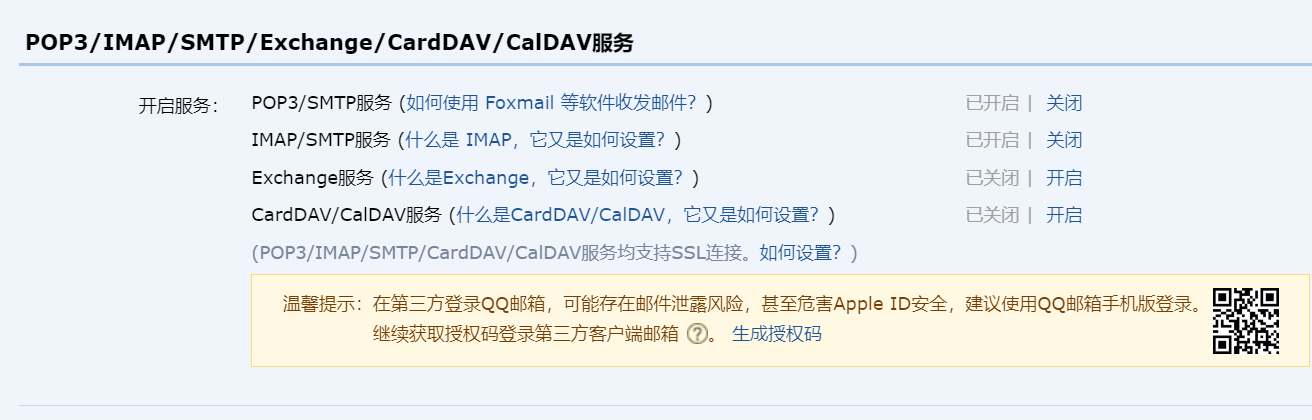 POP3/IMAP/SMTP/Exchange/CardDAV/CalDAV服务
开启服务： POP3/SMTP服务 (如何使用 Foxmail 等软件收发邮件？) 已开启 | 关闭
IMAP/SMTP服务 (什么是 IMAP，它又是如何设置？) 已开启 | 关闭
Exchange服务 (什么是Exchange，它又是如何设置？) 已关闭 | 开启
CardDAV/CalDAV服务 (什么是CardDAV/CalDAV，它又是如何设置？) 已关闭 | 开启
(POP3/IMAP/SMTP/CardDAV/CalDAV服务均支持SSL连接。如何设置？)
温馨提示：在第三方登录QQ邮箱，可能存在邮件泄露风险，甚至危害Apple ID安全，建议使用QQ邮箱手机版登录。
继续获取授权码登录第三方客户端邮箱 ?。 生成授权码